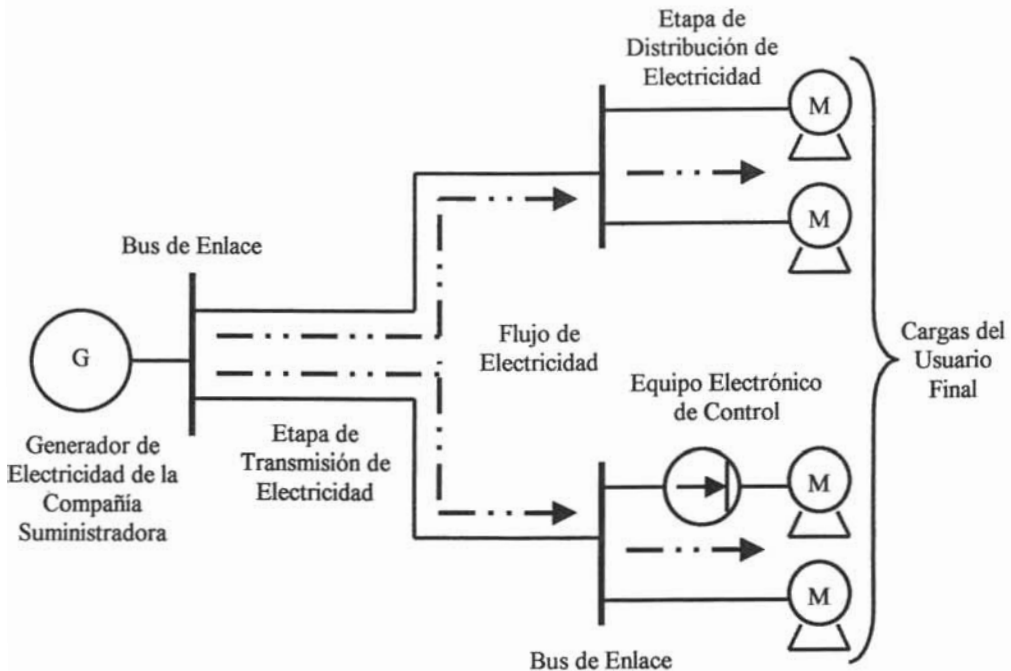 Etapa de
Distribución de
Electricidad
M
M
Bus de Enlace
G
Flujo de
Electricidad
Cargas del
Usuario
Final
Equipo Electrónico
de Control
Generador de
Electricidad de la
Compañía
Suministradora
Etapa de
Transmisión de
Electricidad
M
M
Bus de Enlace